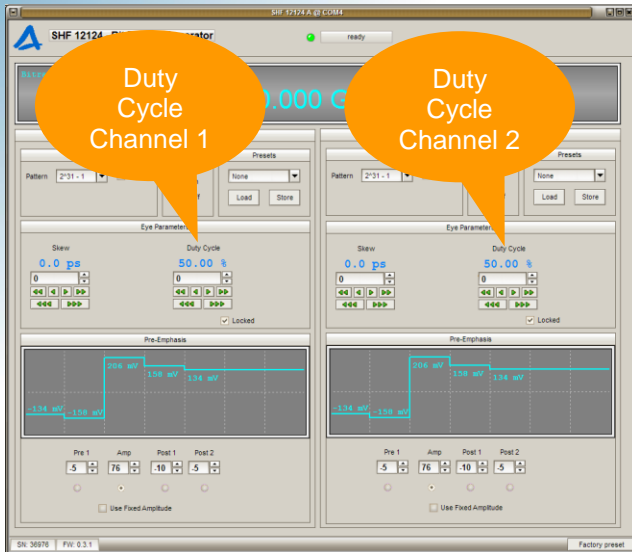 SHF 12124 A @ COM4
SHF 12124
ready
0.000 G
Duty
Cycle
Channel 1
Duty
Cycle
Channel 2
Presets
Pattern 2^31 - 1
None
Load Store
Presets
Pattern 2^31 - 1
None
Load Store
Eye Parameters
Skew Duty Cycle
0.0 ps 50.00 %
0 0
Locked
Eye Parameters
Skew Duty Cycle
0.0 ps 50.00 %
0 0
Locked
Pre-Emphasis
206 mV
158 mV
134 mV
-134 mV
-158 mV
Pre 1 Amp Post 1 Post 2
-5 76 -10 -5
Use Fixed Amplitude
Pre-Emphasis
206 mV
158 mV
134 mV
-134 mV
-158 mV
Pre 1 Amp Post 1 Post 2
-5 76 -10 -5
Use Fixed Amplitude
SN: 36976 FW: 0.3.1 Factory preset